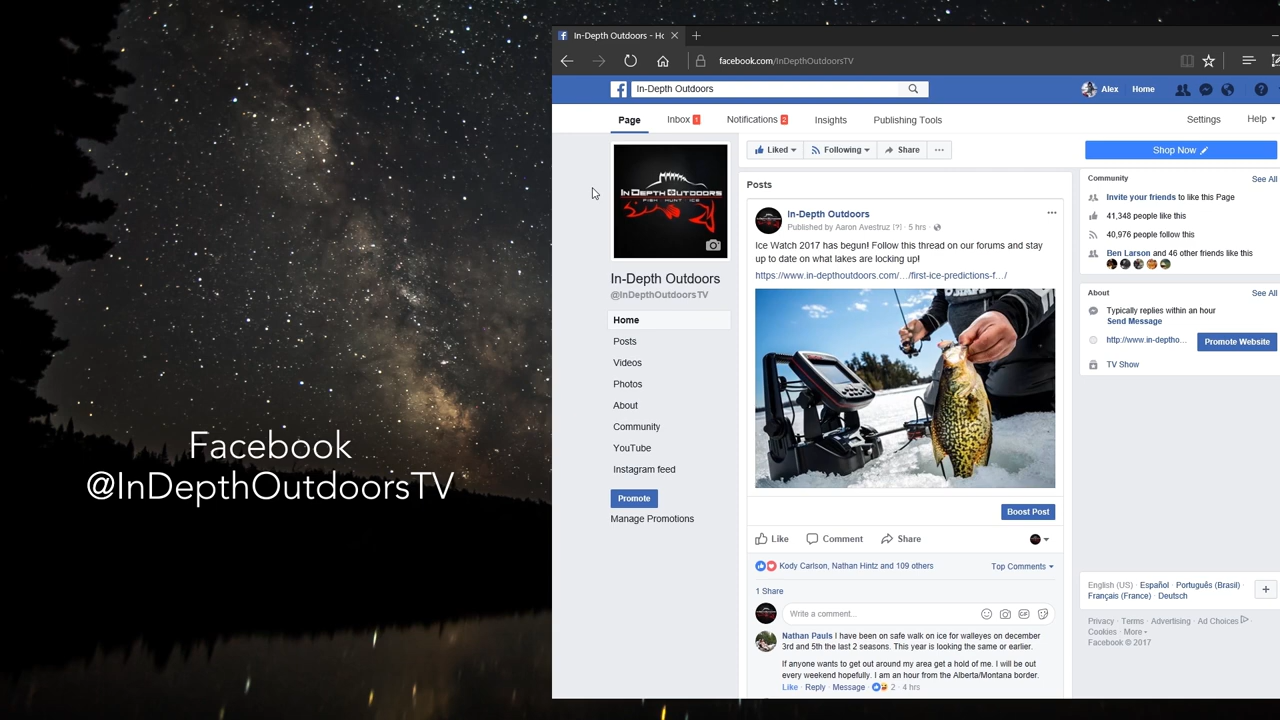 In-Depth Outdoors - Ho
facebook.com/InDepthOutdoorsTV
In-Depth Outdoors
Alex Home
Page Inbox 1 Notifications 2 Insights Publishing Tools Settings Help
Liked Following Share ... Shop Now
IN DEPTH OUTDOORS
FISH HUNT ICE
In-Depth Outdoors
@InDepthOutdoorsTV
Home
Posts
Videos
Photos
About
Community
YouTube
Instagram feed
Promote
Manage Promotions
Facebook
@InDepthOutdoorsTV
Posts
In-Depth Outdoors
Published by Aaron Avestruz [?] · 5 hrs ·
Ice Watch 2017 has begun! Follow this thread on our forums and stay
up to date on what lakes are locking up!
https://www.in-depthoutdoors.com/.../first-ice-predictions-f.../
Boost Post
Like Comment Share
Kody Carlson, Nathan Hintz and 109 others Top Comments
1 Share
Write a comment...
Nathan Pauls I have been on safe walk on ice for walleyes on december
3rd and 5th the last 2 seasons. This year is looking the same or earlier.
If anyone wants to get out around my area get a hold of me. I will be out
every weekend hopefully. I am an hour from the Alberta/Montana border.
Like · Reply · Message · 2 · 4 hrs
Community See All
Invite your friends to like this Page
41,348 people like this
40,976 people follow this
Ben Larson and 46 other friends like this
About See All
Typically replies within an hour
Send Message
http://www.in-deptho... Promote Website
TV Show
English (US) · Español · Português (Brasil) ·
Français (France) · Deutsch
Privacy · Terms · Advertising · Ad Choices ·
Cookies · More
Facebook © 2017